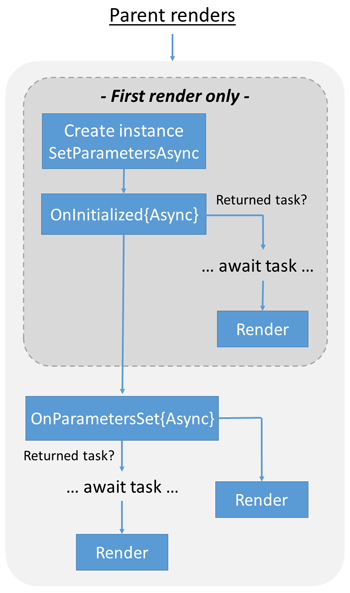 Parent renders
- First render only -
Create instance
SetParametersAsync
OnInitialized{Async}
Returned task?
... await task ...
Render
OnParametersSet{Async}
Returned task?
... await task ...
Render
Render